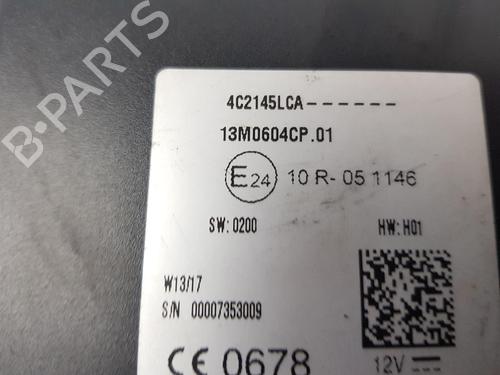 B-PARTS
4C2145LCA------
13M0604CP.01
E24 10 R- 05 1146
SW:0200 HW:H01
W13/17
S/N 00007353009
CE 0678 12V